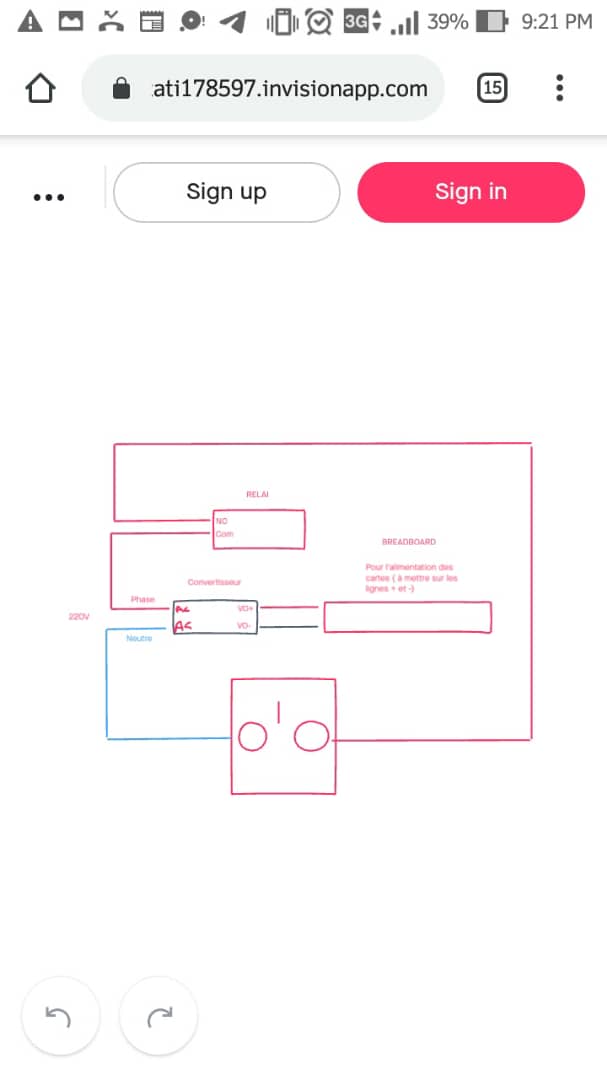 3G
39%
9:21 PM
ati178597.invisionapp.com
15
Sign up
Sign in
RELAI
NO
Com
BREADBOARD
Pour l'alimentation des
cartes ( à mettre sur les
lignes + et -)
Convertisseur
Phase
AC
VO+
220V
AC
VO-
Neutre